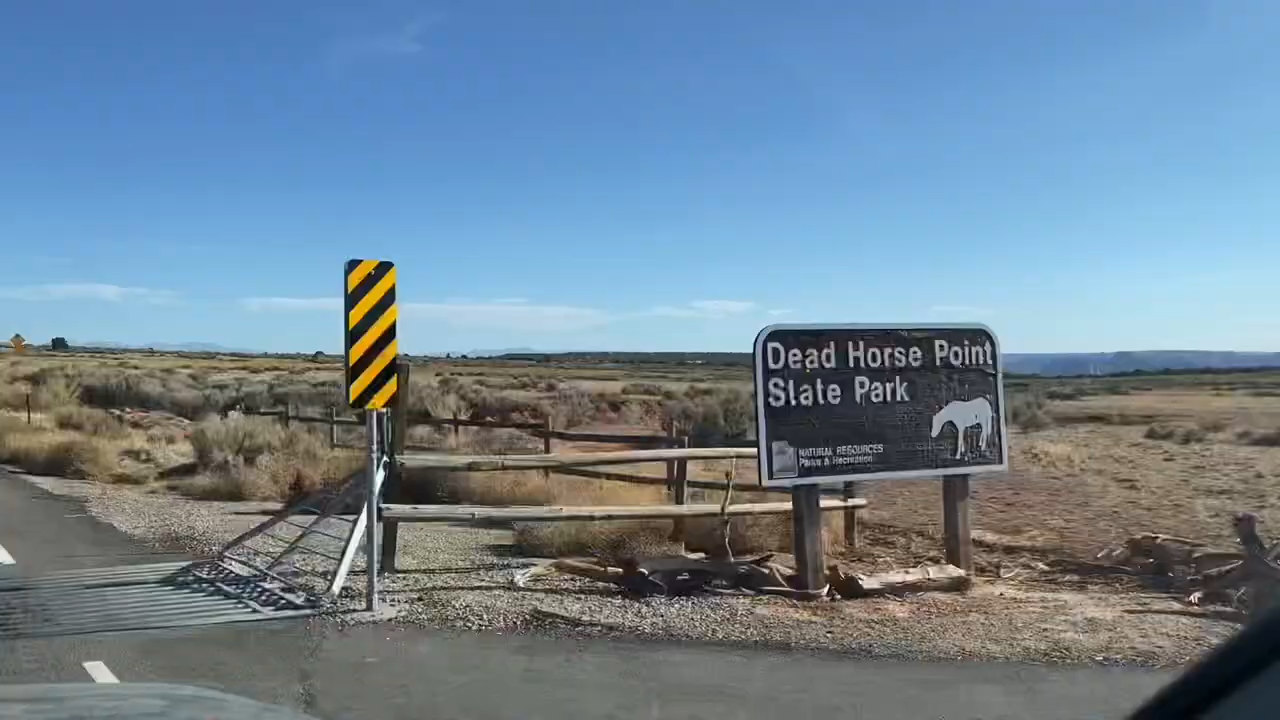 Dead Horse Point
State Park
NATURAL RESOURCES
Parks & Recreation